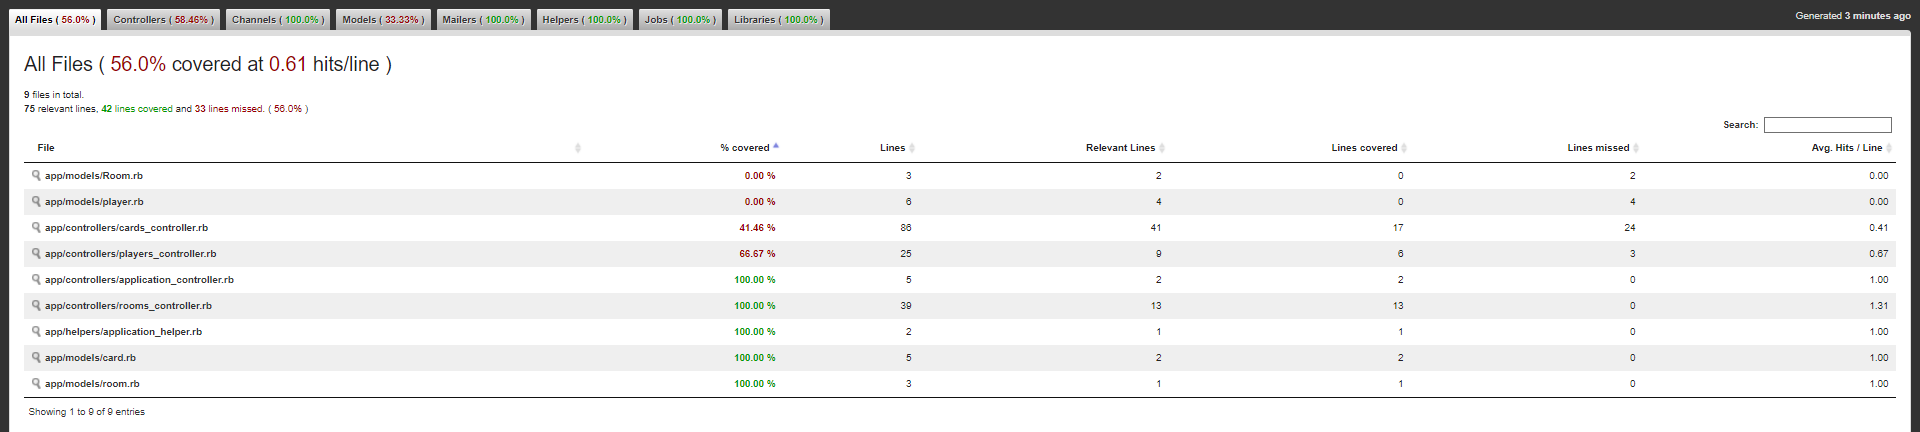 All Files ( 56.0% ) Controllers ( 58.46% ) Channels ( 100.0% ) Models ( 33.33% ) Mailers ( 100.0% ) Helpers ( 100.0% ) Jobs ( 100.0% ) Libraries ( 100.0% ) Generated 3 minutes ago
All Files ( 56.0% covered at 0.61 hits/line )
9 files in total.
75 relevant lines, 42 lines covered and 33 lines missed. ( 56.0% )
Search:
File % covered Lines Relevant Lines Lines covered Lines missed Avg. Hits / Line
app/models/Room.rb 0.00 % 3 2 0 2 0.00
app/models/player.rb 0.00 % 6 4 0 4 0.00
app/controllers/cards_controller.rb 41.46 % 86 41 17 24 0.41
app/controllers/players_controller.rb 66.67 % 25 9 6 3 0.67
app/controllers/application_controller.rb 100.00 % 5 2 2 0 1.00
app/controllers/rooms_controller.rb 100.00 % 39 13 13 0 1.31
app/helpers/application_helper.rb 100.00 % 2 1 1 0 1.00
app/models/card.rb 100.00 % 5 2 2 0 1.00
app/models/room.rb 100.00 % 3 1 1 0 1.00
Showing 1 to 9 of 9 entries